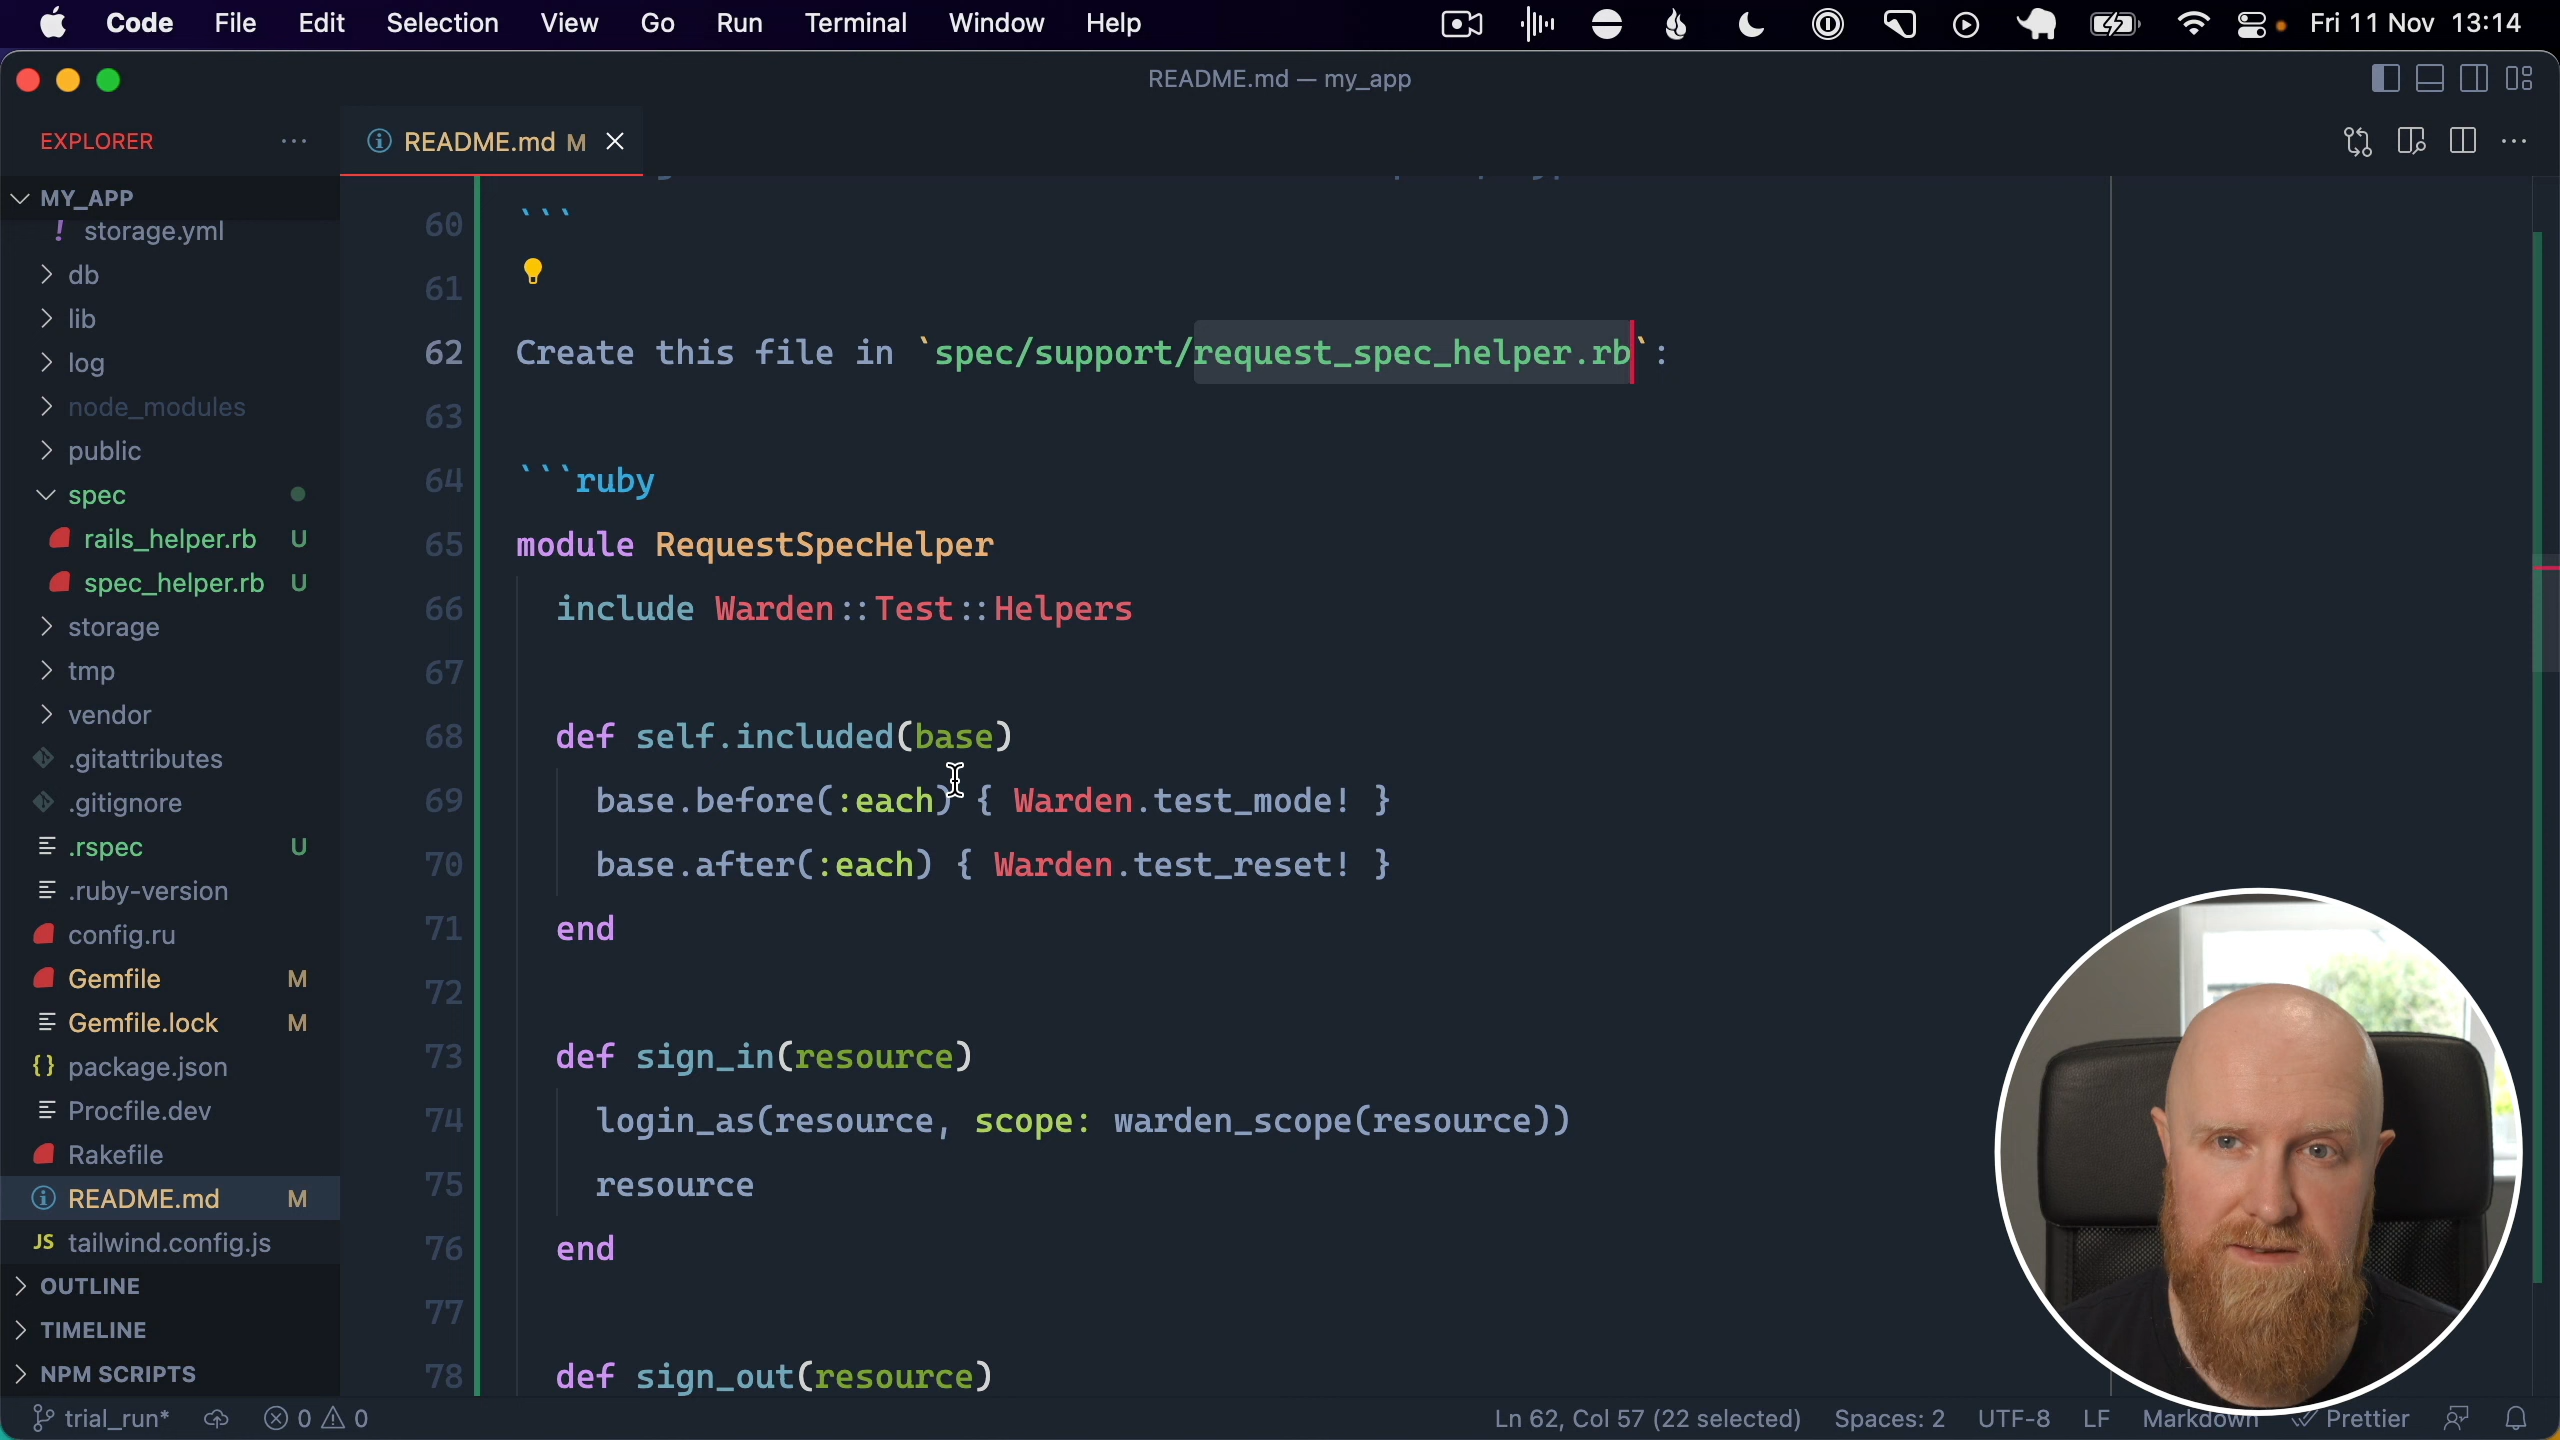 Code File Edit Selection View Go Run Terminal Window Help Fri 11 Nov 13:14
README.md — my_app
EXPLORER ···
README.md M
MY_APP
storage.yml
db
lib
log
node_modules
public
spec
rails_helper.rb U
spec_helper.rb U
storage
tmp
vendor
.gitattributes
.gitignore
.rspec U
.ruby-version
config.ru
Gemfile M
Gemfile.lock M
package.json
Procfile.dev
Rakefile
README.md M
JS tailwind.config.js
OUTLINE
TIMELINE
NPM SCRIPTS
60 ```
61
62 Create this file in `spec/support/request_spec_helper.rb`:
63
64 ```ruby
65 module RequestSpecHelper
66 include Warden::Test::Helpers
67
68 def self.included(base)
69 base.before(:each) { Warden.test_mode! }
70 base.after(:each) { Warden.test_reset! }
71 end
72
73 def sign_in(resource)
74 login_as(resource, scope: warden_scope(resource))
75 resource
76 end
77
78 def sign_out(resource)
trial_run* 0 0 Ln 62, Col 57 (22 selected) Spaces: 2 UTF-8 LF Markdown Prettier